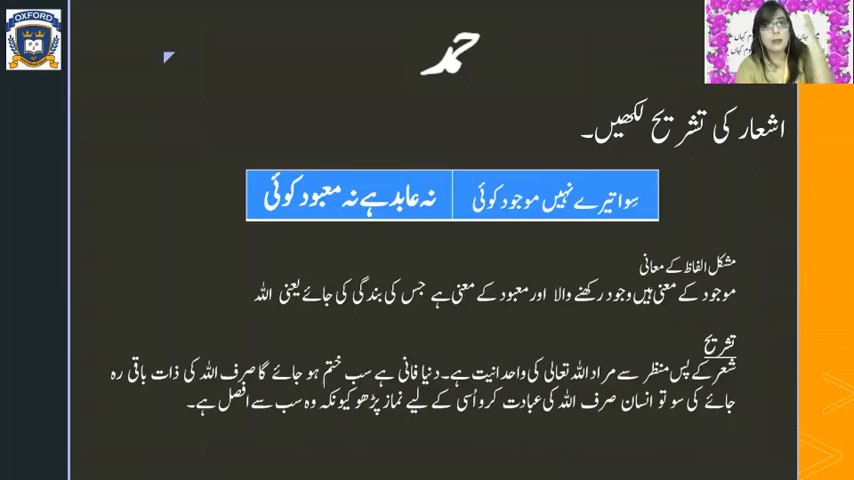 OXFORD
حمد
اشعار کی تشریح لکھیں۔
سِوا تیرے نہیں موجود کوئی نہ عابد ہے نہ معبود کوئی
مشکل الفاظ کے معانی
موجود کے معنی ہیں وجود رکھنے والا اور معبود کے معنی ہے جس کی بندگی کی جائے یعنی اللہ
تشریح
شعر کے پس منظر سے مراد اللہ تعالی کی واحدانیت ہے۔ دنیا فانی ہے سب ختم ہو جائے گا صرف اللہ کی ذات باقی رہ
جائے کی سو تو انسان صرف اللہ کی عبادت کرو اُسی کے لیے نماز پڑھو کیونکہ وہ سب سے افضل ہے۔